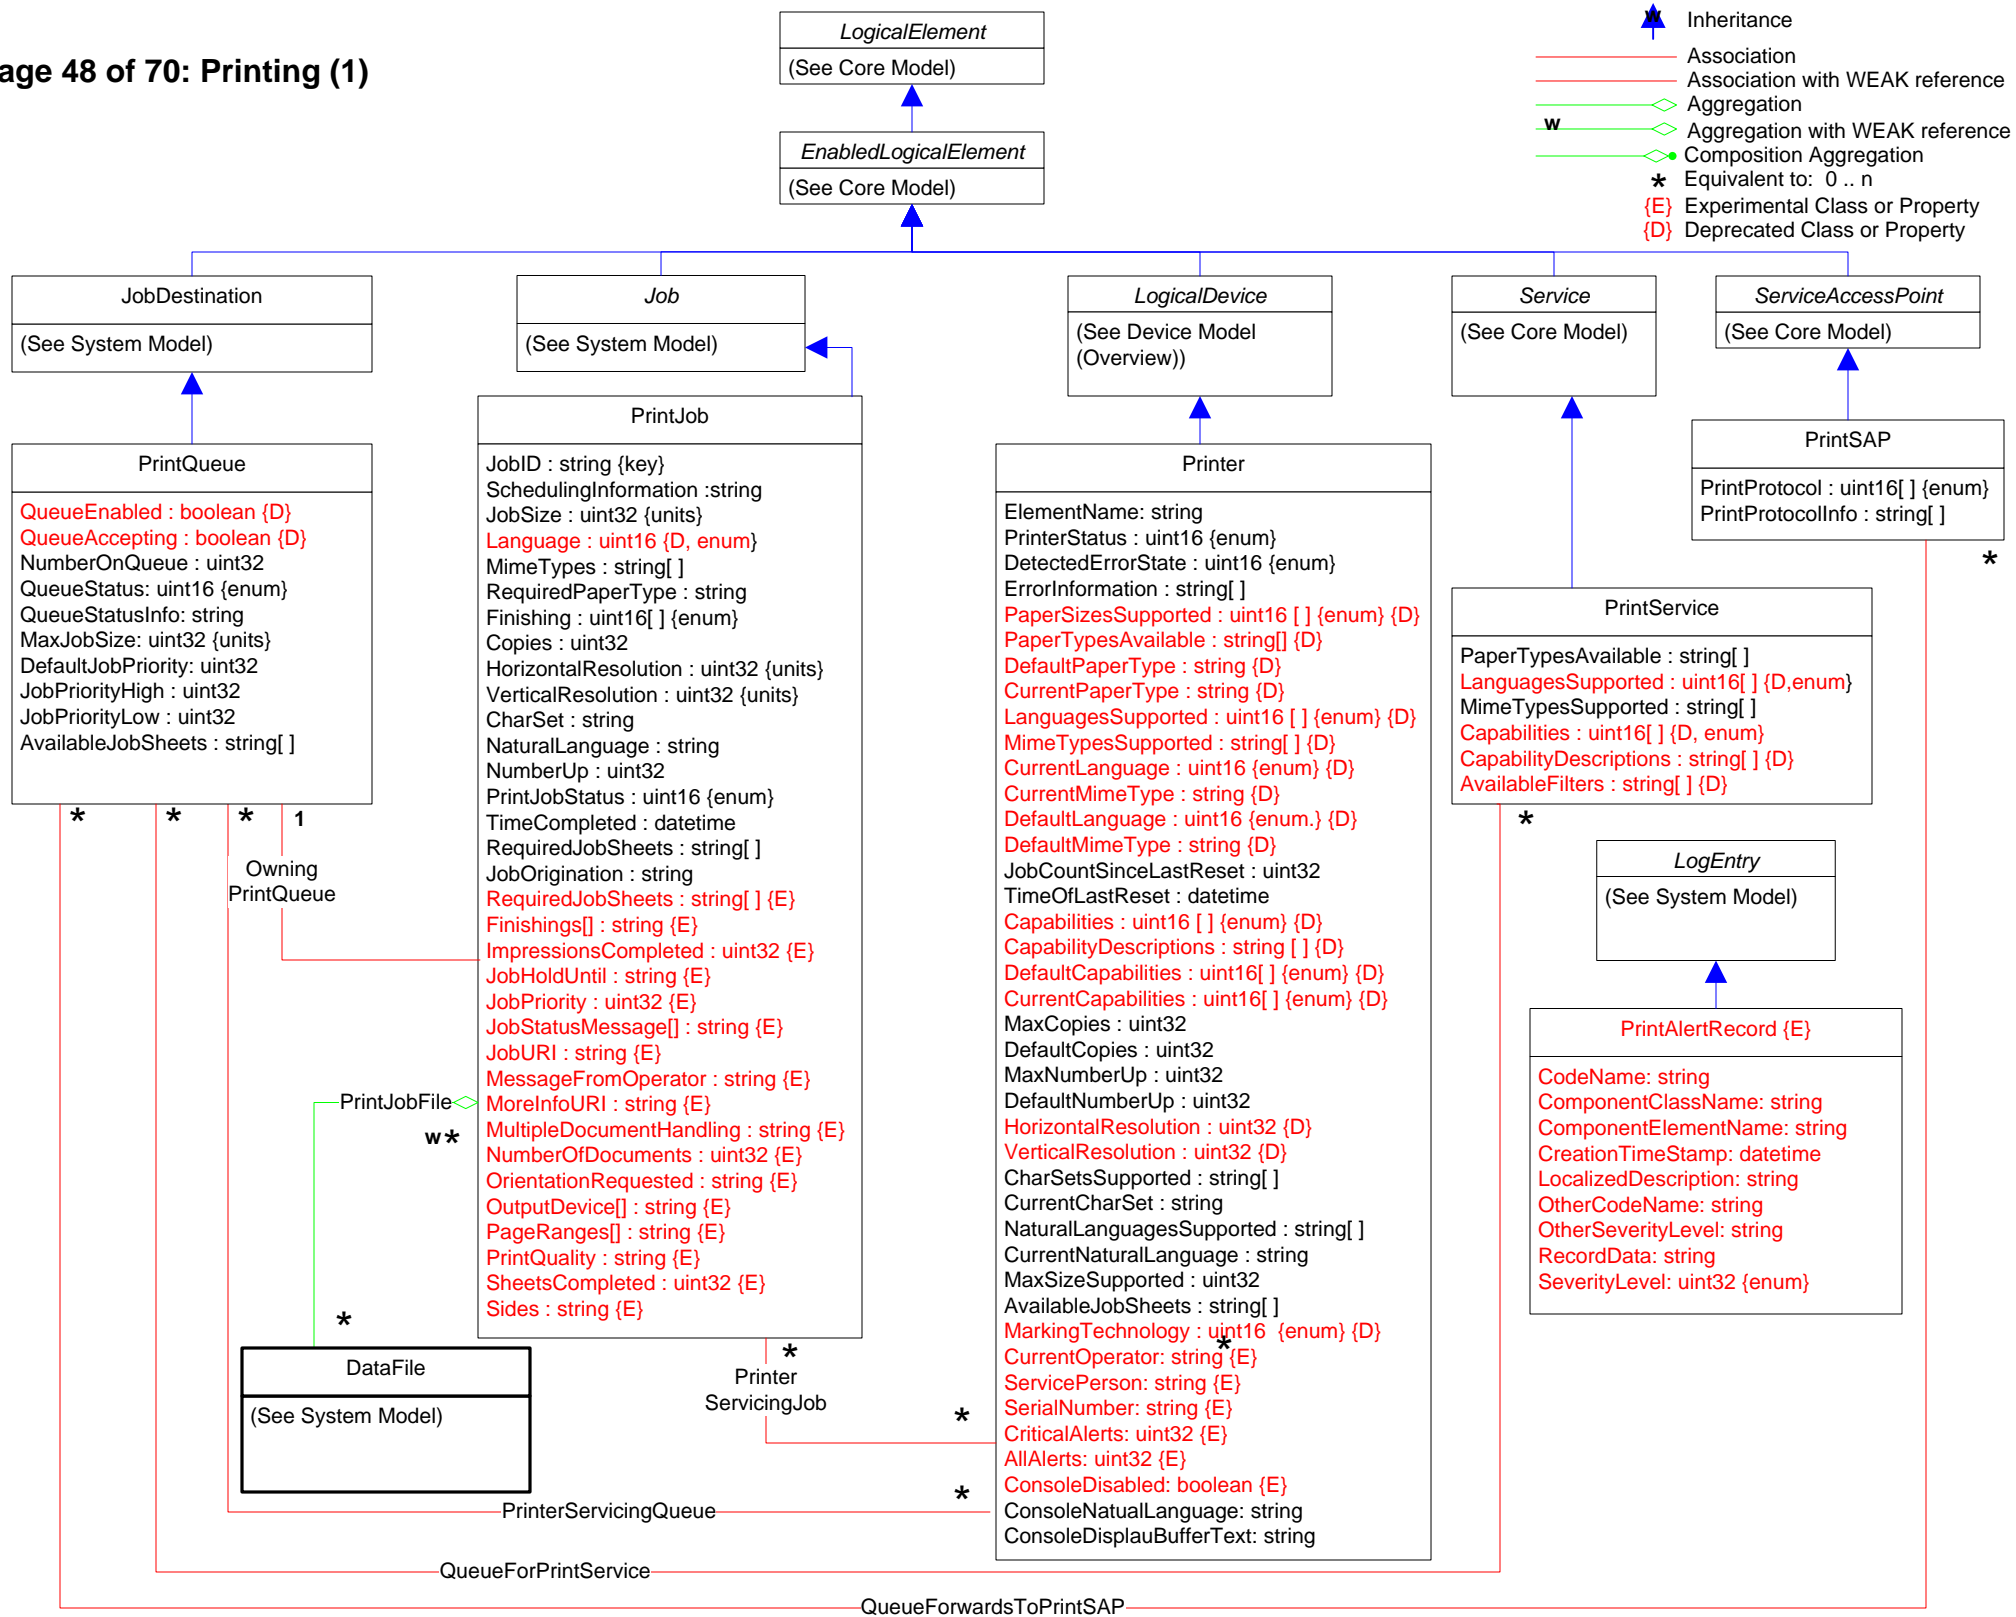 age 48 of 70: Printing (1)
LogicalElement
(See Core Model)
EnabledLogicalElement
(See Core Model)
w
Inheritance
Association
Association with WEAK reference
Aggregation
w
Aggregation with WEAK reference
Composition Aggregation
* Equivalent to: 0 .. n
{E} Experimental Class or Property
{D} Deprecated Class or Property
JobDestination
(See System Model)
Job
(See System Model)
LogicalDevice
(See Device Model
(Overview))
Service
(See Core Model)
ServiceAccessPoint
(See Core Model)
PrintQueue
QueueEnabled : boolean {D}
QueueAccepting : boolean {D}
NumberOnQueue : uint32
QueueStatus: uint16 {enum}
QueueStatusInfo: string
MaxJobSize: uint32 {units}
DefaultJobPriority: uint32
JobPriorityHigh : uint32
JobPriorityLow : uint32
AvailableJobSheets : string[ ]
* * * 1
Owning
PrintQueue
PrintJob
JobID : string {key}
SchedulingInformation :string
JobSize : uint32 {units}
Language : uint16 {D, enum}
MimeTypes : string[ ]
RequiredPaperType : string
Finishing : uint16[ ] {enum}
Copies : uint32
HorizontalResolution : uint32 {units}
VerticalResolution : uint32 {units}
CharSet : string
NaturalLanguage : string
NumberUp : uint32
PrintJobStatus : uint16 {enum}
TimeCompleted : datetime
RequiredJobSheets : string[ ]
JobOrigination : string
RequiredJobSheets : string[ ] {E}
Finishings[] : string {E}
ImpressionsCompleted : uint32 {E}
JobHoldUntil : string {E}
JobPriority : uint32 {E}
JobStatusMessage[] : string {E}
JobURI : string {E}
MessageFromOperator : string {E}
MoreInfoURI : string {E}
MultipleDocumentHandling : string {E}
NumberOfDocuments : uint32 {E}
OrientationRequested : string {E}
OutputDevice[] : string {E}
PageRanges[] : string {E}
PrintQuality : string {E}
SheetsCompleted : uint32 {E}
Sides : string {E}
PrintJobFile
w *
*
DataFile
(See System Model)
*
Printer
ServicingJob
*
*
Printer
ElementName: string
PrinterStatus : uint16 {enum}
DetectedErrorState : uint16 {enum}
ErrorInformation : string[ ]
PaperSizesSupported : uint16 [ ] {enum} {D}
PaperTypesAvailable : string[] {D}
DefaultPaperType : string {D}
CurrentPaperType : string {D}
LanguagesSupported : uint16 [ ] {enum} {D}
MimeTypesSupported : string[ ] {D}
CurrentLanguage : uint16 {enum} {D}
CurrentMimeType : string {D}
DefaultLanguage : uint16 {enum.} {D}
DefaultMimeType : string {D}
JobCountSinceLastReset : uint32
TimeOfLastReset : datetime
Capabilities : uint16 [ ] {enum} {D}
CapabilityDescriptions : string [ ] {D}
DefaultCapabilities : uint16[ ] {enum} {D}
CurrentCapabilities : uint16[ ] {enum} {D}
MaxCopies : uint32
DefaultCopies : uint32
MaxNumberUp : uint32
DefaultNumberUp : uint32
HorizontalResolution : uint32 {D}
VerticalResolution : uint32 {D}
CharSetsSupported : string[ ]
CurrentCharSet : string
NaturalLanguagesSupported : string[ ]
CurrentNaturalLanguage : string
MaxSizeSupported : uint32
AvailableJobSheets : string[ ]
MarkingTechnology : uint16 {enum} {D}
*
CurrentOperator: string {E}
ServicePerson: string {E}
SerialNumber: string {E}
CriticalAlerts: uint32 {E}
AllAlerts: uint32 {E}
ConsoleDisabled: boolean {E}
ConsoleNatualLanguage: string
ConsoleDisplauBufferText: string
PrintSAP
PrintProtocol : uint16[ ] {enum}
PrintProtocolInfo : string[ ]
*
PrintService
PaperTypesAvailable : string[ ]
LanguagesSupported : uint16[ ] {D,enum}
MimeTypesSupported : string[ ]
Capabilities : uint16[ ] {D, enum}
CapabilityDescriptions : string[ ] {D}
AvailableFilters : string[ ] {D}
*
LogEntry
(See System Model)
PrintAlertRecord {E}
CodeName: string
ComponentClassName: string
ComponentElementName: string
CreationTimeStamp: datetime
LocalizedDescription: string
OtherCodeName: string
OtherSeverityLevel: string
RecordData: string
SeverityLevel: uint32 {enum}
PrinterServicingQueue
QueueForPrintService
QueueForwardsToPrintSAP